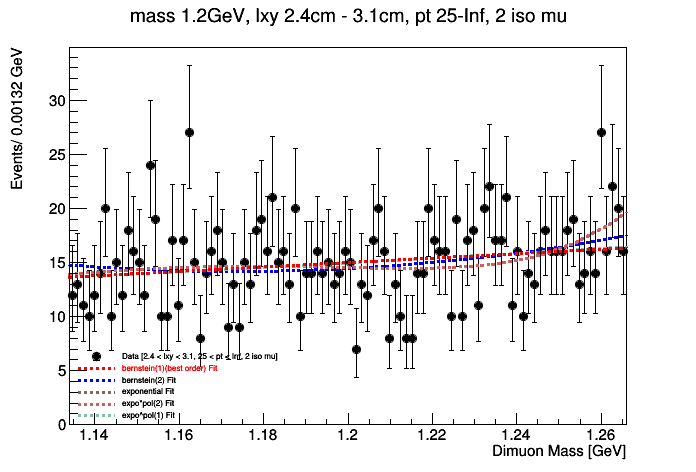 mass 1.2GeV, lxy 2.4cm - 3.1cm, pt 25-Inf, 2 iso mu
Events/ 0.00132 GeV
30
25
20
15
10
5
0
Data [2.4 < lxy < 3.1, 25 < pt < Inf, 2 iso mu]
bernstein(1)(best order) Fit
bernstein(2) Fit
exponential Fit
expo*pol(2) Fit
expo^pol(1) Fit
1.14 1.16 1.18 1.2 1.22 1.24 1.26
Dimuon Mass [GeV]